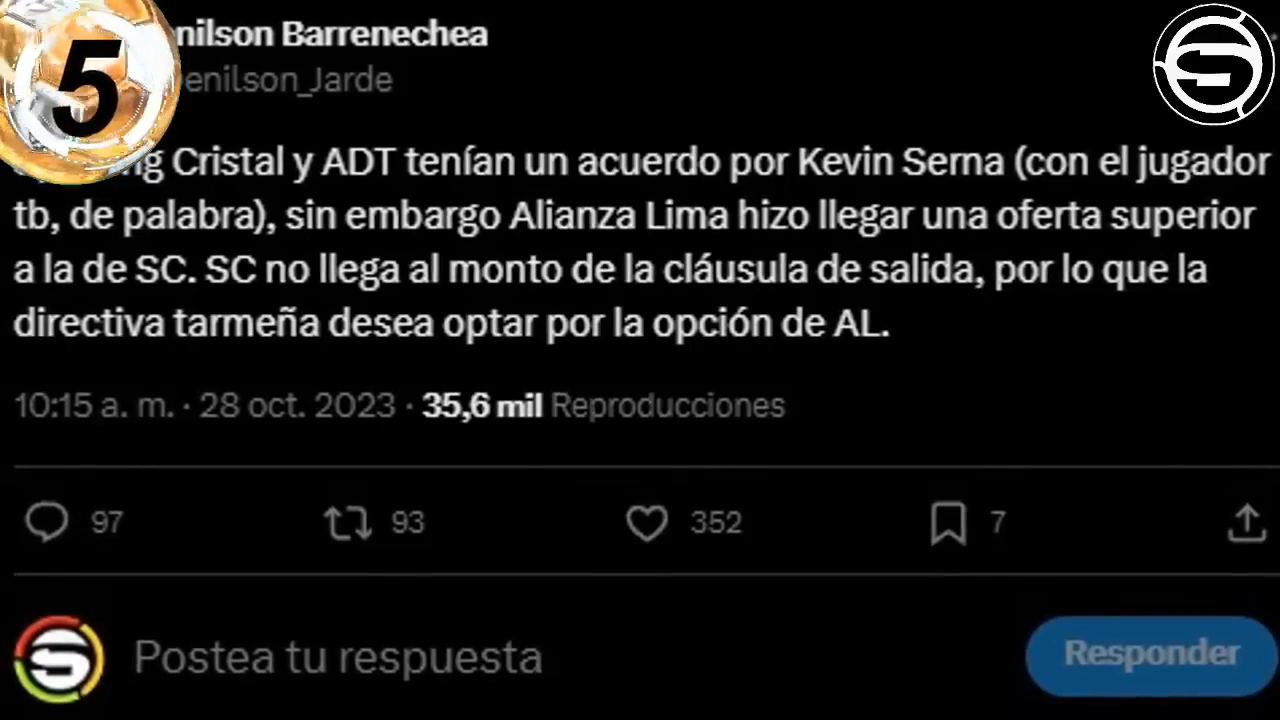 5
nilson Barrenechea
enilson_Jarde
ng Cristal y ADT tenían un acuerdo por Kevin Serna (con el jugador
tb, de palabra), sin embargo Alianza Lima hizo llegar una oferta superior
a la de SC. SC no llega al monto de la cláusula de salida, por lo que la
directiva tarmeña desea optar por la opción de AL.
10:15 a. m. · 28 oct. 2023 · 35,6 mil Reproducciones
97 93 352 7
Postea tu respuesta
Responder